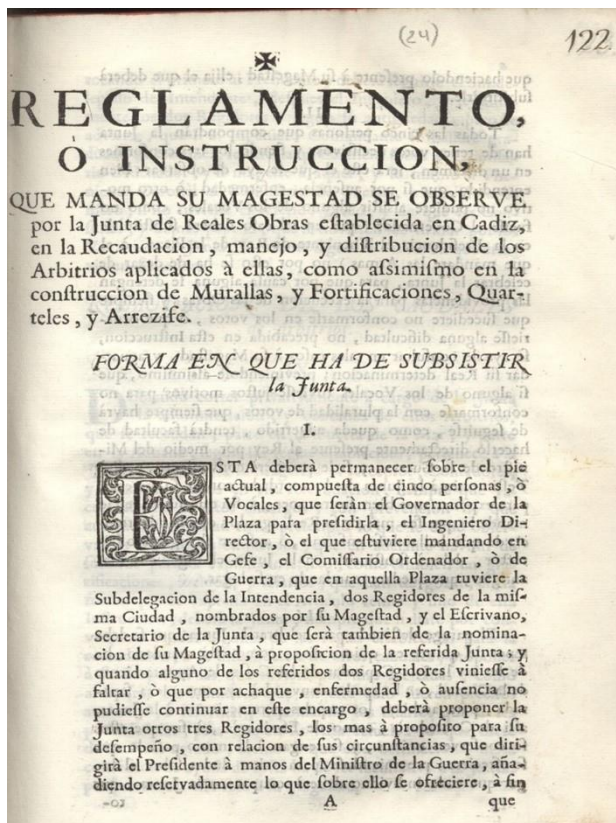 (24)
122
✠
REGLAMENTO,
Ò INSTRUCCION,
QUE MANDA SU MAGESTAD SE OBSERVE
por la Junta de Reales Obras eſtablecida en Cadiz,
en la Recaudacion, manejo, y diſtribucion de los
Arbitrios aplicados à ellas, como aſsimiſmo en la
conſtruccion de Murallas, y Fortificaciones, Quar-
teles, y Arrezife.
FORMA EN QUE HA DE SUBSISTIR
la Junta.
I.
ESTA deberà permanecer ſobre el pie
actual, compueſta de cinco perſonas, ò
Vocales, que ſeràn el Governador de la
Plaza para preſidirla, el Ingeniero Di-
rector, ò el que eſtuviere mandando en
Gefe, el Comiſſario Ordenador, ò de
Guerra, que en aquella Plaza tuviere la
Subdelegacion de la Intendencia, dos Regidores de la miſ-
ma Ciudad, nombrados por ſu Mageſtad, y el Eſcrivano,
Secretario de la Junta, que ſerà tambien de la nomina-
cion de ſu Mageſtad, à propoſicion de la referida Junta; y
quando alguno de los referidos dos Regidores vinieſſe à
faltar, ò que por achaque, enfermedad, ò auſencia no
pudieſſe continuar en eſte encargo, deberà proponer la
Junta otros tres Regidores, los mas à propoſito para ſu
deſempeño, con relacion de ſus circunſtancias, que diri-
girà el Preſidente à manos del Miniſtro de la Guerra, aña-
diendo reſervadamente lo que ſobre ello ſe ofreciere, à fin
A
que